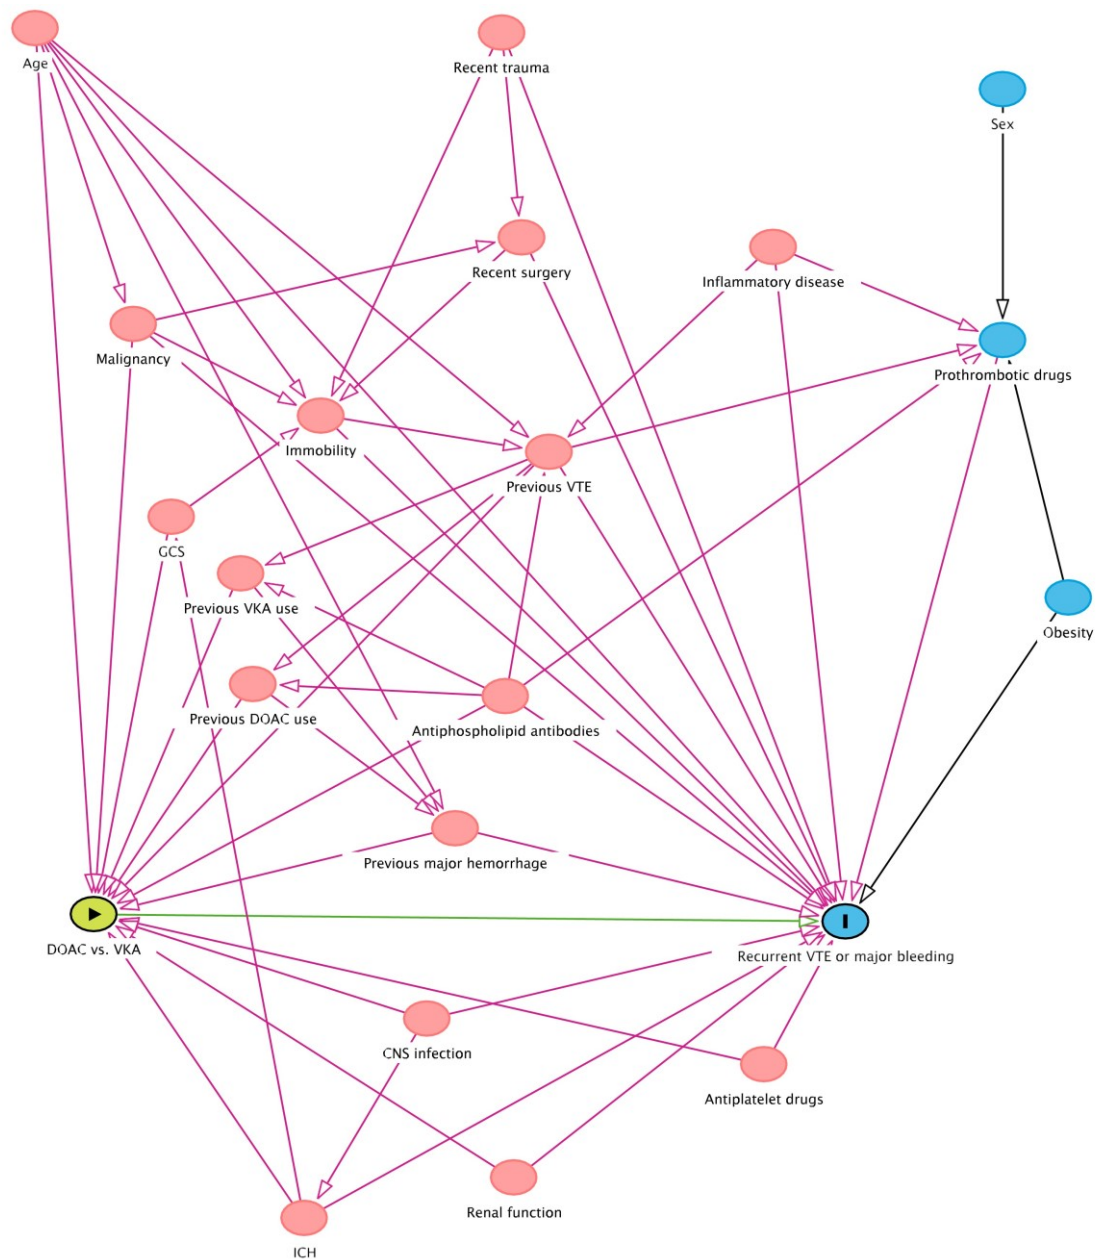 Age
Recent trauma
Sex
Recent surgery
Inflammatory disease
Malignancy
Prothrombotic drugs
Immobility
Previous VTE
GCS
Previous VKA use
Obesity
Previous DOAC use
Antiphospholipid antibodies
Previous major hemorrhage
DOAC vs. VKA
Recurrent VTE or major bleeding
CNS infection
Antiplatelet drugs
Renal function
ICH